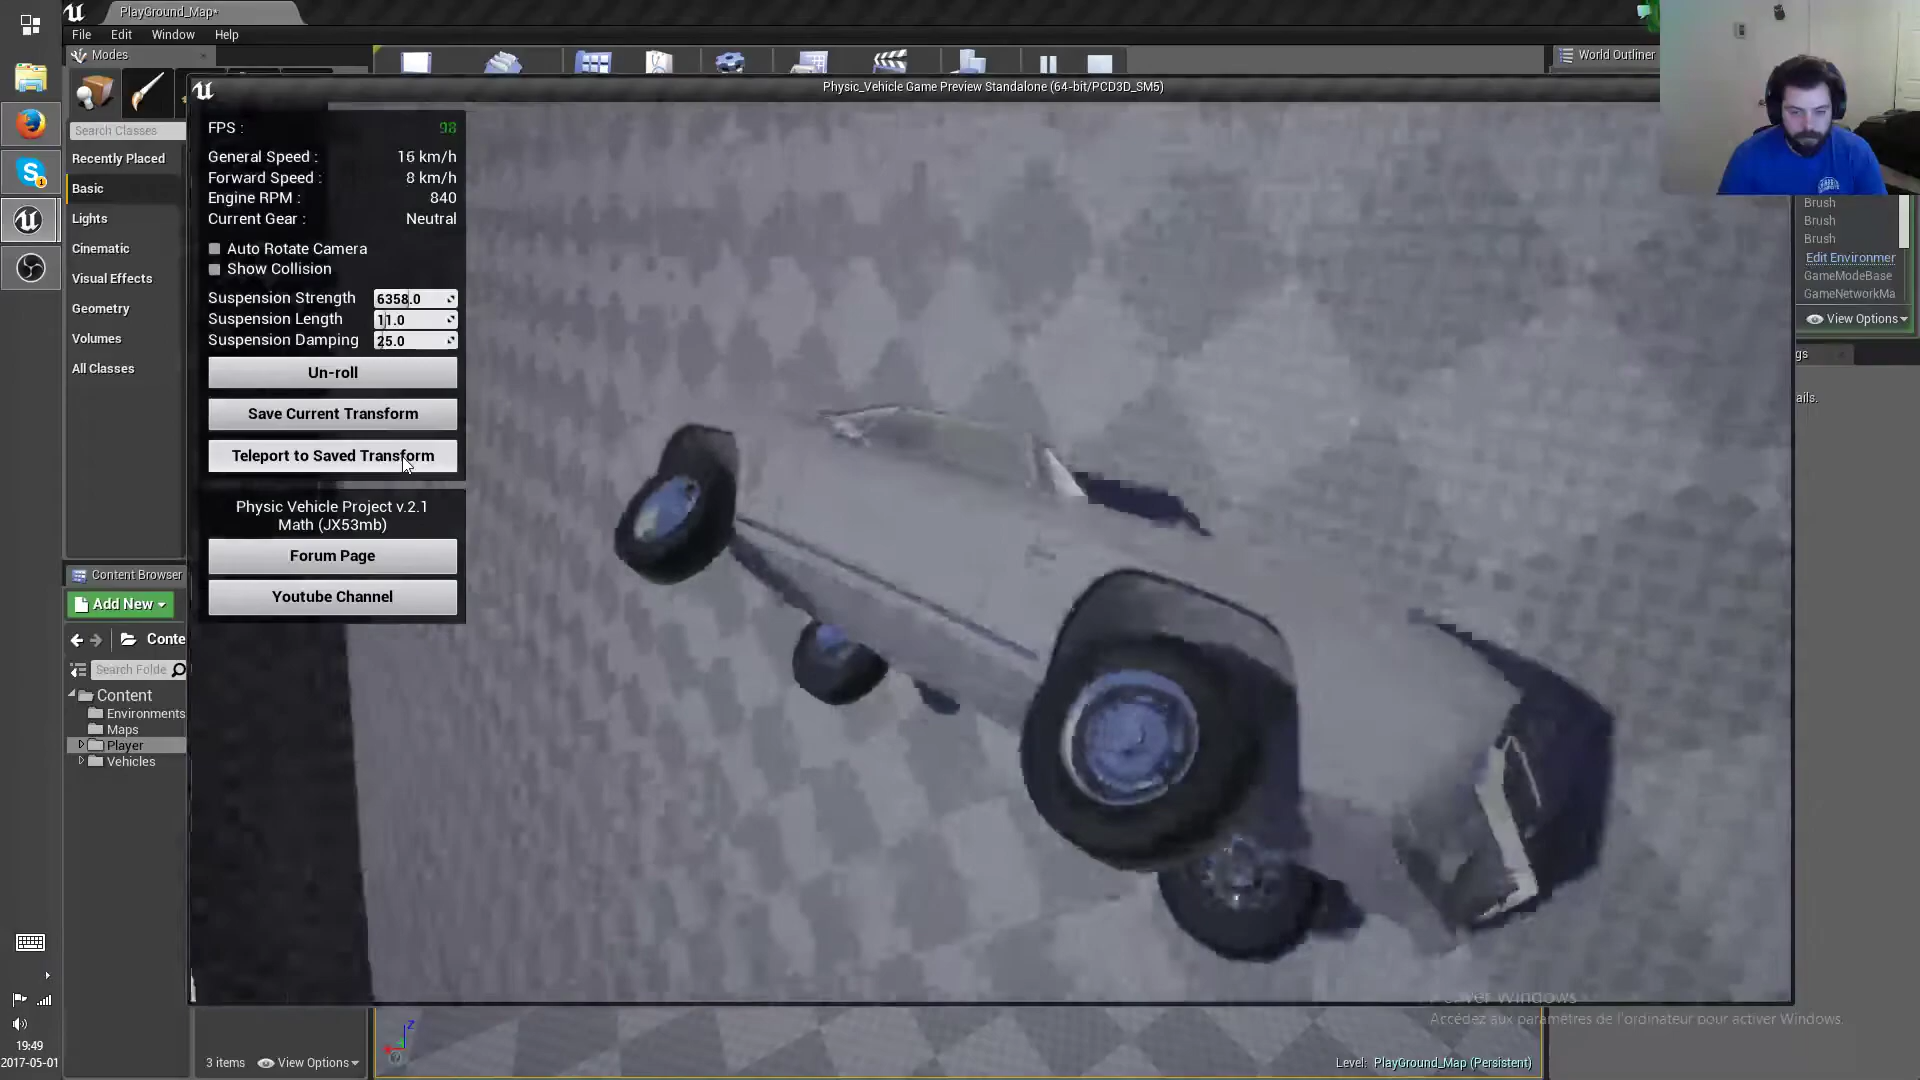 PlayGround_Map*
File Edit Window Help
Modes
World Outliner
Physic_Vehicle Game Preview Standalone (64-bit/PCD3D_SM5)
Search Classes
Recently Placed
Basic
Lights
Cinematic
Visual Effects
Geometry
Volumes
All Classes
FPS : 98
General Speed : 16 km/h
Forward Speed : 8 km/h
Engine RPM : 840
Current Gear : Neutral
Auto Rotate Camera
Show Collision
Suspension Strength 6358.0
Suspension Length 11.0
Suspension Damping 25.0
Un-roll
Save Current Transform
Teleport to Saved Transform
Physic Vehicle Project v.2.1
Math (JX53mb)
Forum Page
Youtube Channel
Brush
Brush
Brush
Edit Environmer
GameModeBase
GameNetworkMa
View Options
gs
ails.
Content Browser
Add New
Conte
Search Folde
Content
Environments
Maps
Player
Vehicles
3 items View Options
Z
Level: PlayGround_Map (Persistent)
Windows
Accédez aux paramètres de l'ordinateur pour activer Windows.
19:49
2017-05-01